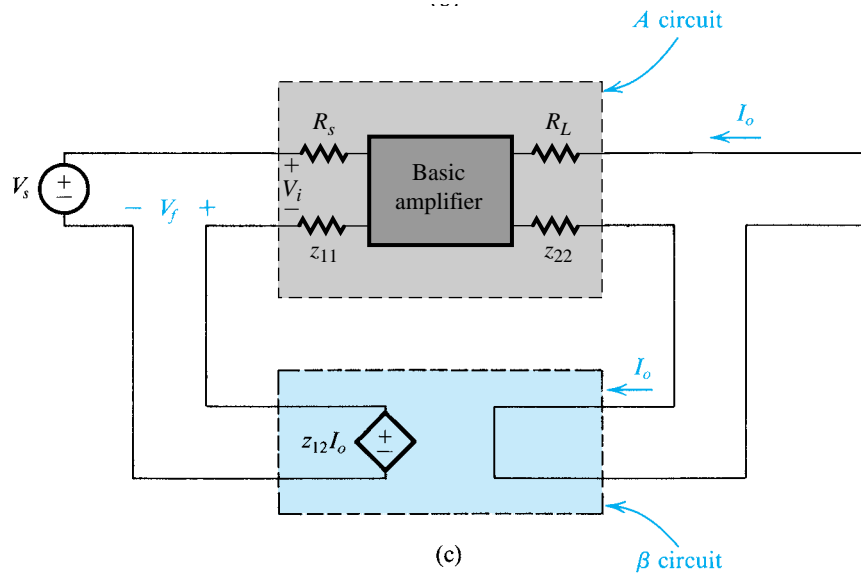 A circuit
R_s
R_L
I_o
+
V_i
−
Basic
amplifier
V_s
+
−
− V_f +
z_11
z_22
I_o
z_12 I_o
+
−
(c)
β circuit